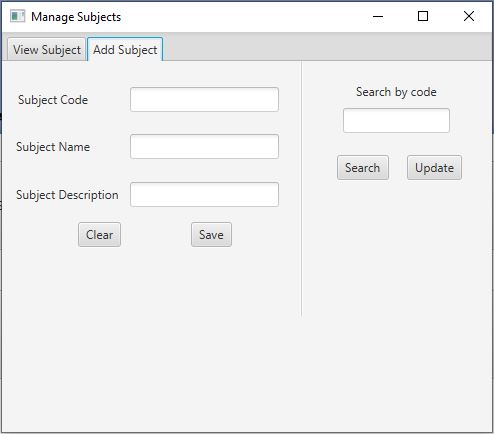 Manage Subjects
View Subject
Add Subject
Subject Code
Subject Name
Subject Description
Clear
Save
Search by code
Search
Update